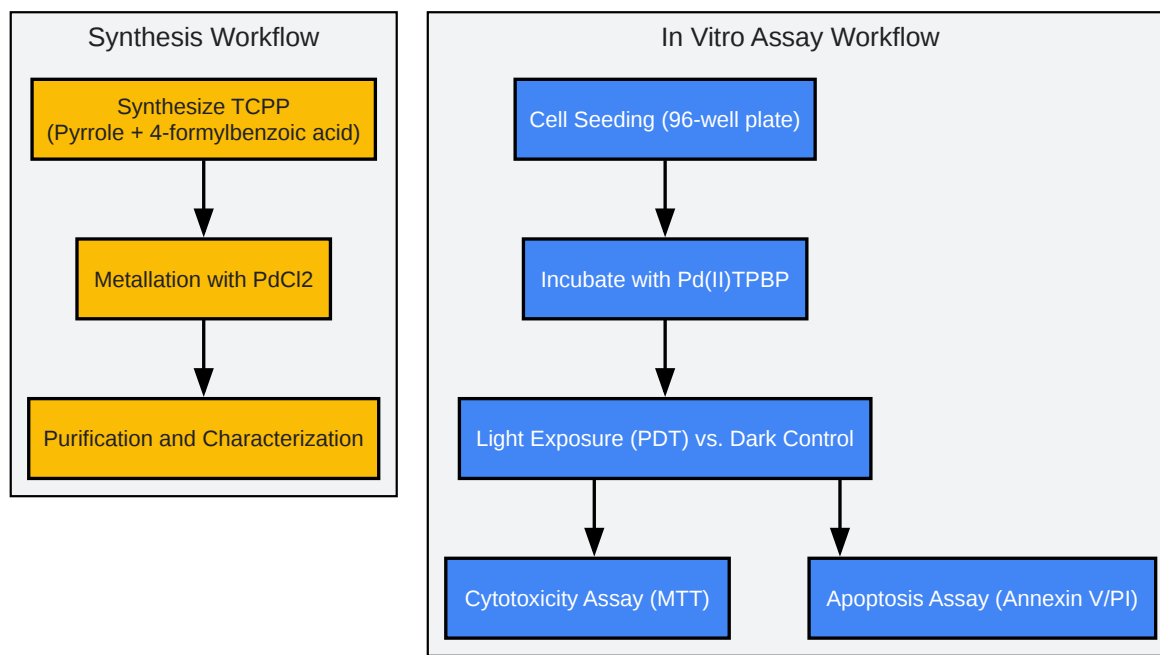 Synthesis Workflow
Synthesize TCPP
(Pyrrole + 4-formylbenzoic acid)
Metallation with PdCl2
Purification and Characterization
In Vitro Assay Workflow
Cell Seeding (96-well plate)
Incubate with Pd(II)TPBP
Light Exposure (PDT) vs. Dark Control
Cytotoxicity Assay (MTT)
Apoptosis Assay (Annexin V/PI)